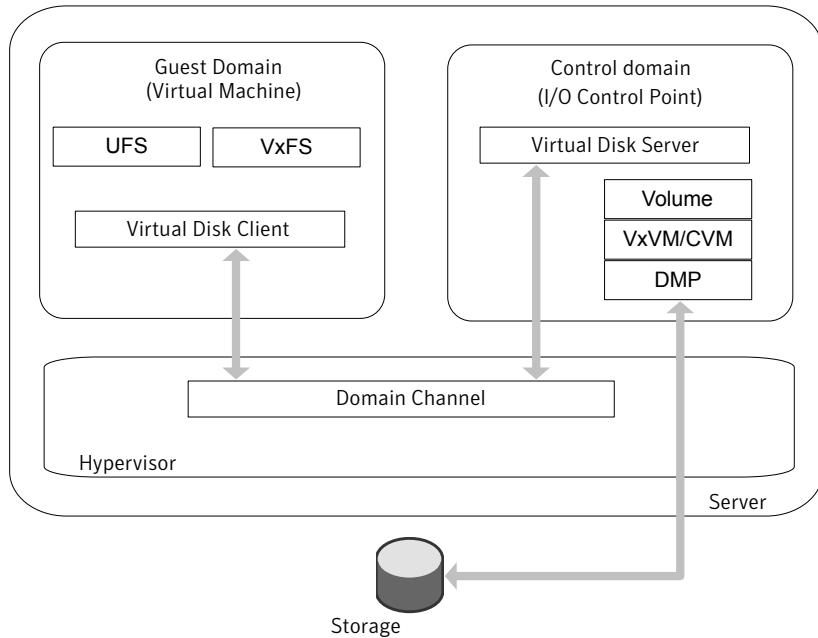 Guest Domain
(Virtual Machine)
UFS
VxFS
Virtual Disk Client
Control domain
(I/O Control Point)
Virtual Disk Server
Volume
VxVM/CVM
DMP
Domain Channel
Hypervisor
Server
Storage